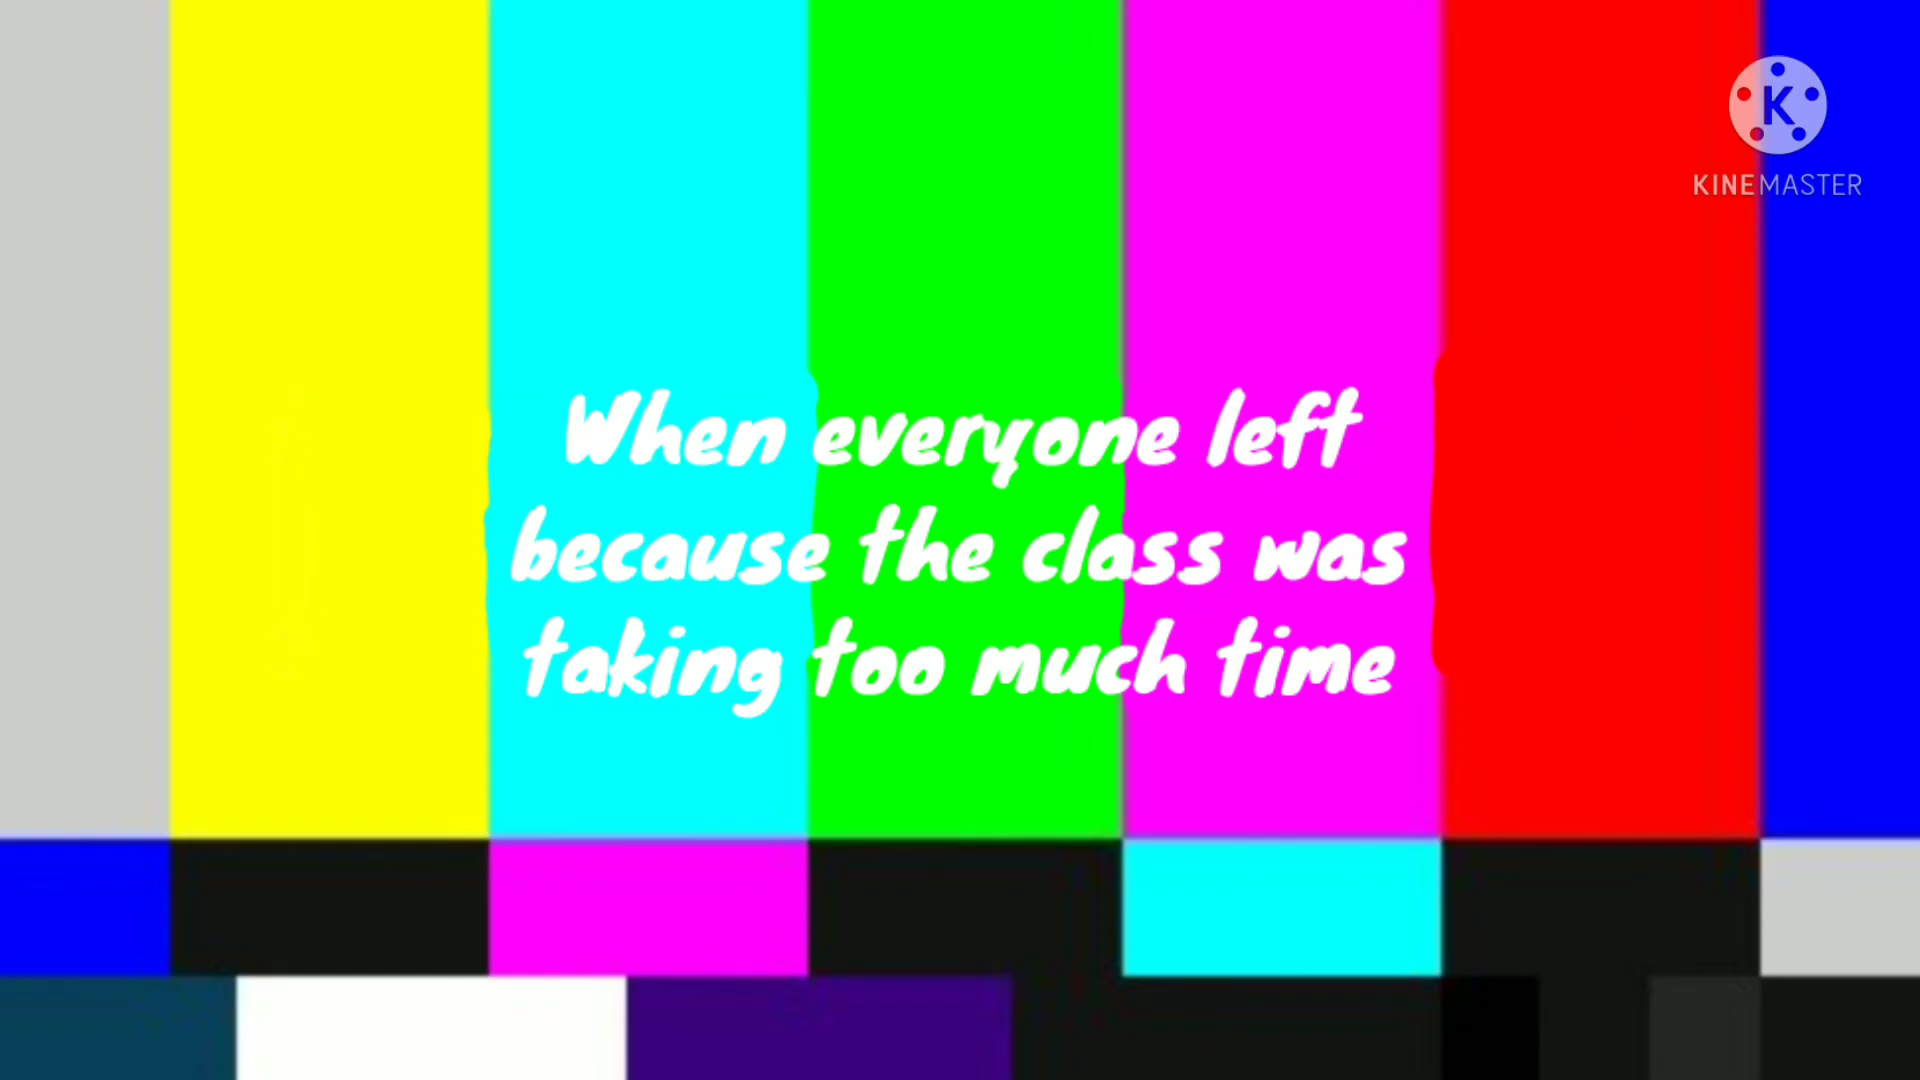 K
KINEMASTER
When everyone left
because the class was
taking too much time